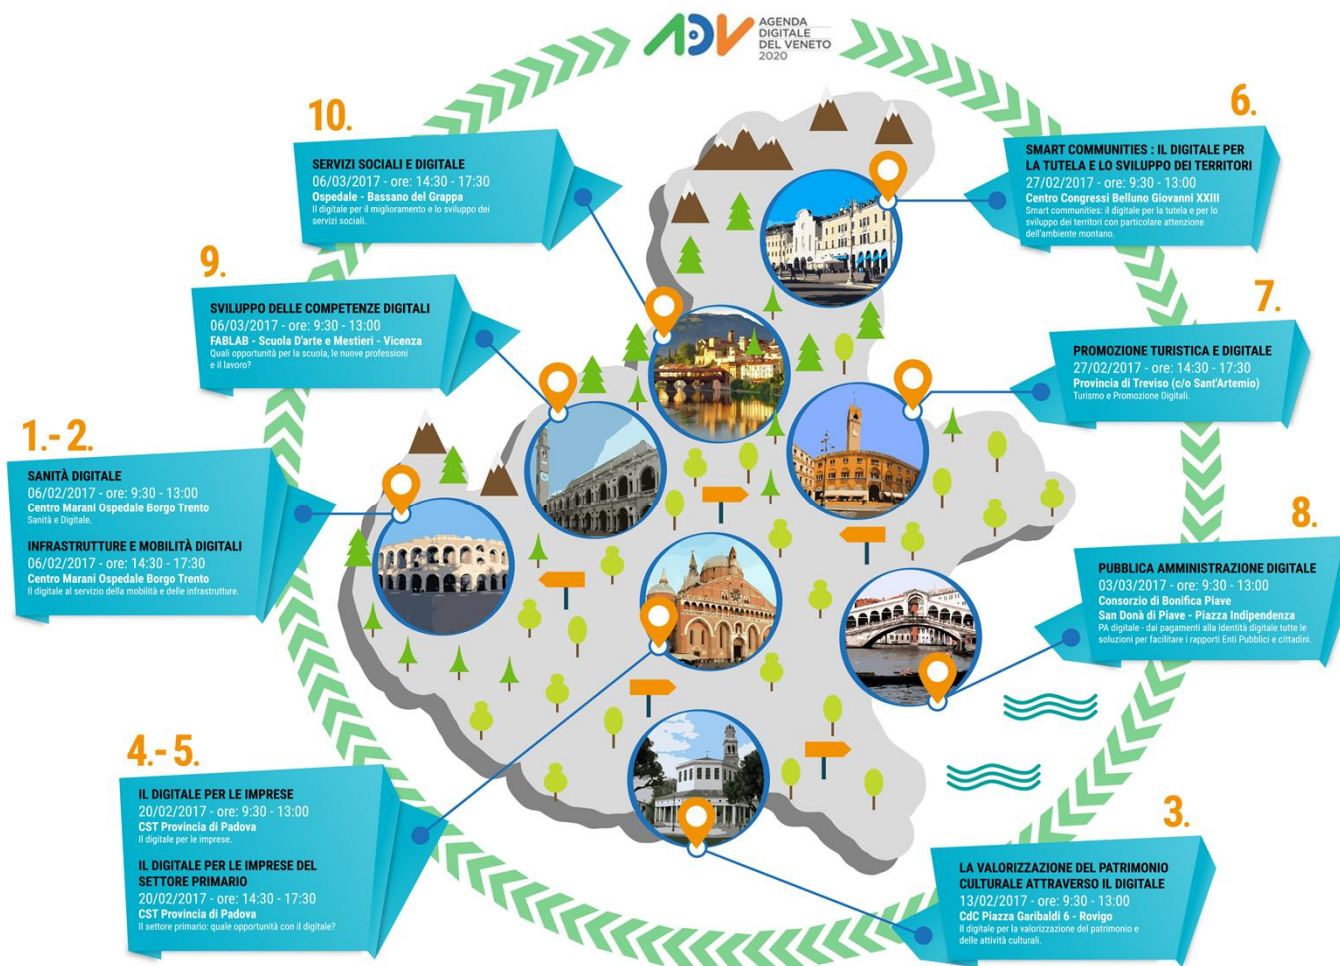 ADV
AGENDA
DIGITALE
DEL VENETO
2020
1.- 2.
SANITÀ DIGITALE
06/02/2017 - ore: 9:30 - 13:00
Centro Marani Ospedale Borgo Trento
Sanità e Digitale.
INFRASTRUTTURE E MOBILITÀ DIGITALI
06/02/2017 - ore: 14:30 - 17:30
Centro Marani Ospedale Borgo Trento
Il digitale al servizio della mobilità e delle infrastrutture.
3.
LA VALORIZZAZIONE DEL PATRIMONIO
CULTURALE ATTRAVERSO IL DIGITALE
13/02/2017 - ore: 9:30 - 13:00
CdC Piazza Garibaldi 6 - Rovigo
Il digitale per la valorizzazione del patrimonio e
delle attività culturali.
4.- 5.
IL DIGITALE PER LE IMPRESE
20/02/2017 - ore: 9:30 - 13:00
CST Provincia di Padova
Il digitale per le imprese.
IL DIGITALE PER LE IMPRESE DEL
SETTORE PRIMARIO
20/02/2017 - ore: 14:30 - 17:30
CST Provincia di Padova
Il settore primario: quale opportunità con il digitale?
6.
SMART COMMUNITIES : IL DIGITALE PER
LA TUTELA E LO SVILUPPO DEI TERRITORI
27/02/2017 - ore: 9:30 - 13:00
Centro Congressi Belluno Giovanni XXIII
Smart communities: il digitale per la tutela e per lo
sviluppo dei territori con particolare attenzione
dell'ambiente montano.
7.
PROMOZIONE TURISTICA E DIGITALE
27/02/2017 - ore: 14:30 - 17:30
Provincia di Treviso (c/o Sant'Artemio)
Turismo e Promozione Digitali.
8.
PUBBLICA AMMINISTRAZIONE DIGITALE
03/03/2017 - ore: 9:30 - 13:00
Consorzio di Bonifica Piave
San Donà di Piave - Piazza Indipendenza
PA digitale - dai pagamenti alla identità digitale tutte le
soluzioni per facilitare i rapporti Enti Pubblici e cittadini.
9.
SVILUPPO DELLE COMPETENZE DIGITALI
06/03/2017 - ore: 9:30 - 13:00
FABLAB - Scuola D'arte e Mestieri - Vicenza
Quali opportunità per la scuola, le nuove professioni
e il lavoro?
10.
SERVIZI SOCIALI E DIGITALE
06/03/2017 - ore: 14:30 - 17:30
Ospedale - Bassano del Grappa
Il digitale per il miglioramento e lo sviluppo dei
servizi sociali.